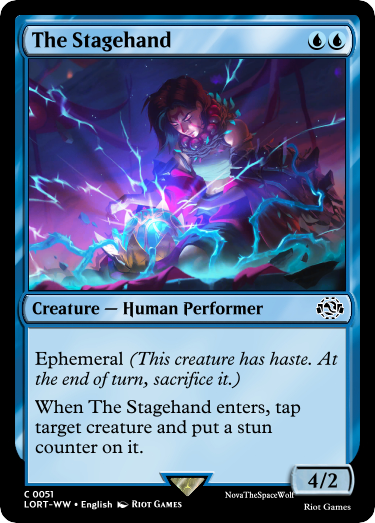 The Stagehand
Creature — Human Performer
Ephemeral (This creature has haste. At
the end of turn, sacrifice it.)
When The Stagehand enters, tap
target creature and put a stun
counter on it.
4/2
C 0051
LORT-WW • English Riot Games
NovaTheSpaceWolf
Riot Games